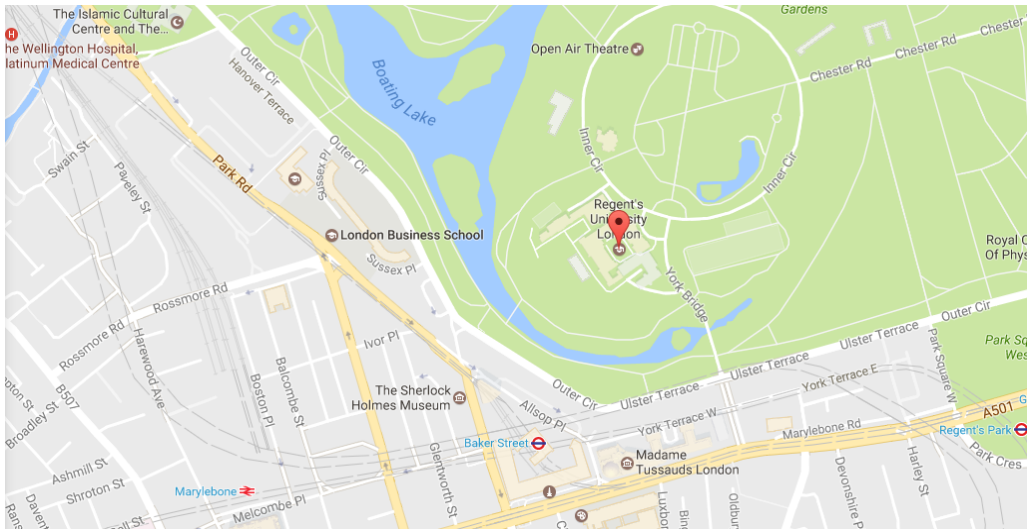 The Islamic Cultural
Centre and The...
Gardens
he Wellington Hospital,
latinum Medical Centre
Outer Cir
Hanover Terrace
Boating Lake
Open Air Theatre
Chester Rd
Chester
Chester Rd
Swain St
Paveley St
Park Rd
Sussex Pl
Outer Cir
Inner Cir
Inner Cir
Regent's
University
London
London Business School
Sussex Pl
Royal C
Of Phys
York Bridge
Rossmore Rd
Rossmore Rd
Harewood Ave
Ivor Pl
Boston Pl
Balcombe St
The Sherlock
Holmes Museum
Outer Cir
Allsop Pl
Ulster Terrace
Ulster Terrace
Ulster Terrace
Outer Cir
Park Sq
Wes
Park Square W
York Terrace E
York Terrace W
A501
Marylebone Rd
Regent's Park
G
Park Cres
Baker Street
Madame
Tussauds London
B507
Broadley St
mpton St
Ashmill St
Shroton St
Marylebone
Melcombe Pl
Glentworth St
Daven
Devonshire P
Harley St
Luxbor
Bing
Oldbu